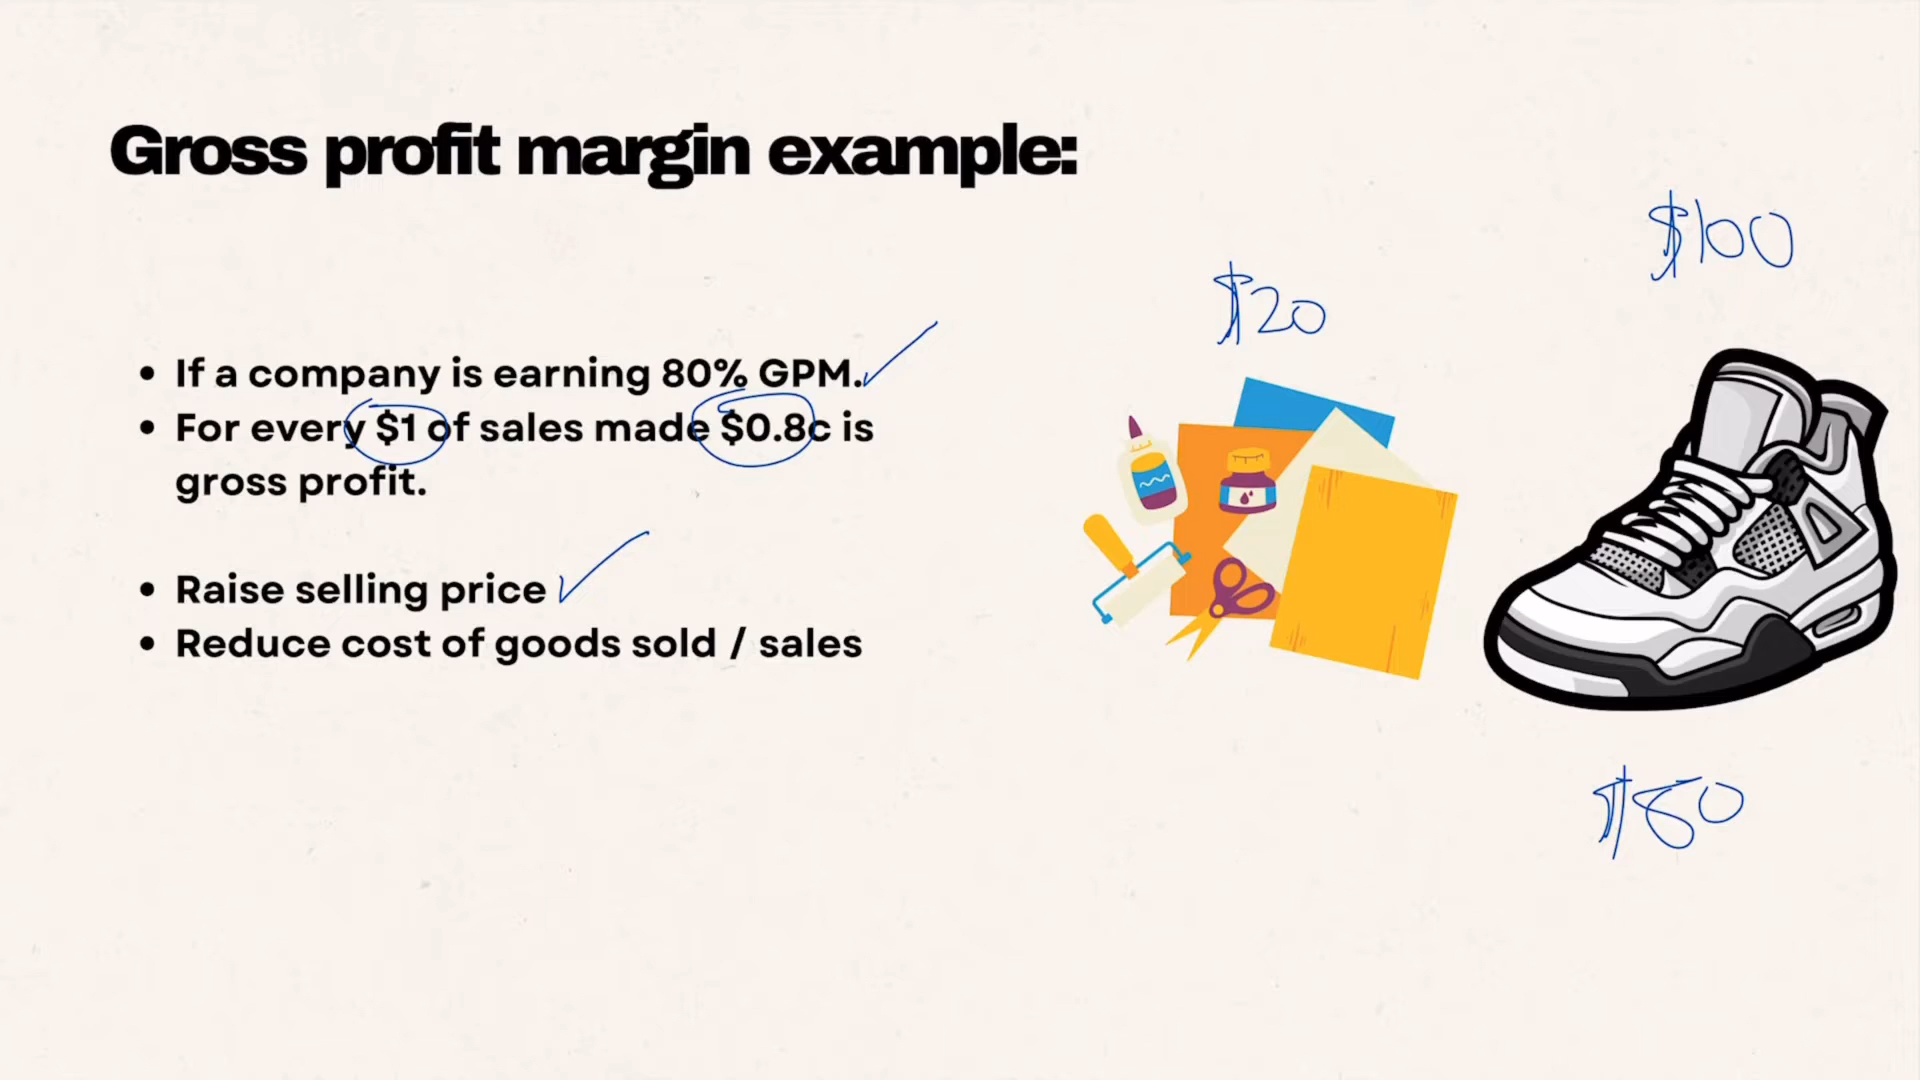 Gross profit margin example:
$100
$20
• If a company is earning 80% GPM.
• For every $1 of sales made $0.8c is
gross profit.
• Raise selling price
• Reduce cost of goods sold / sales
$80